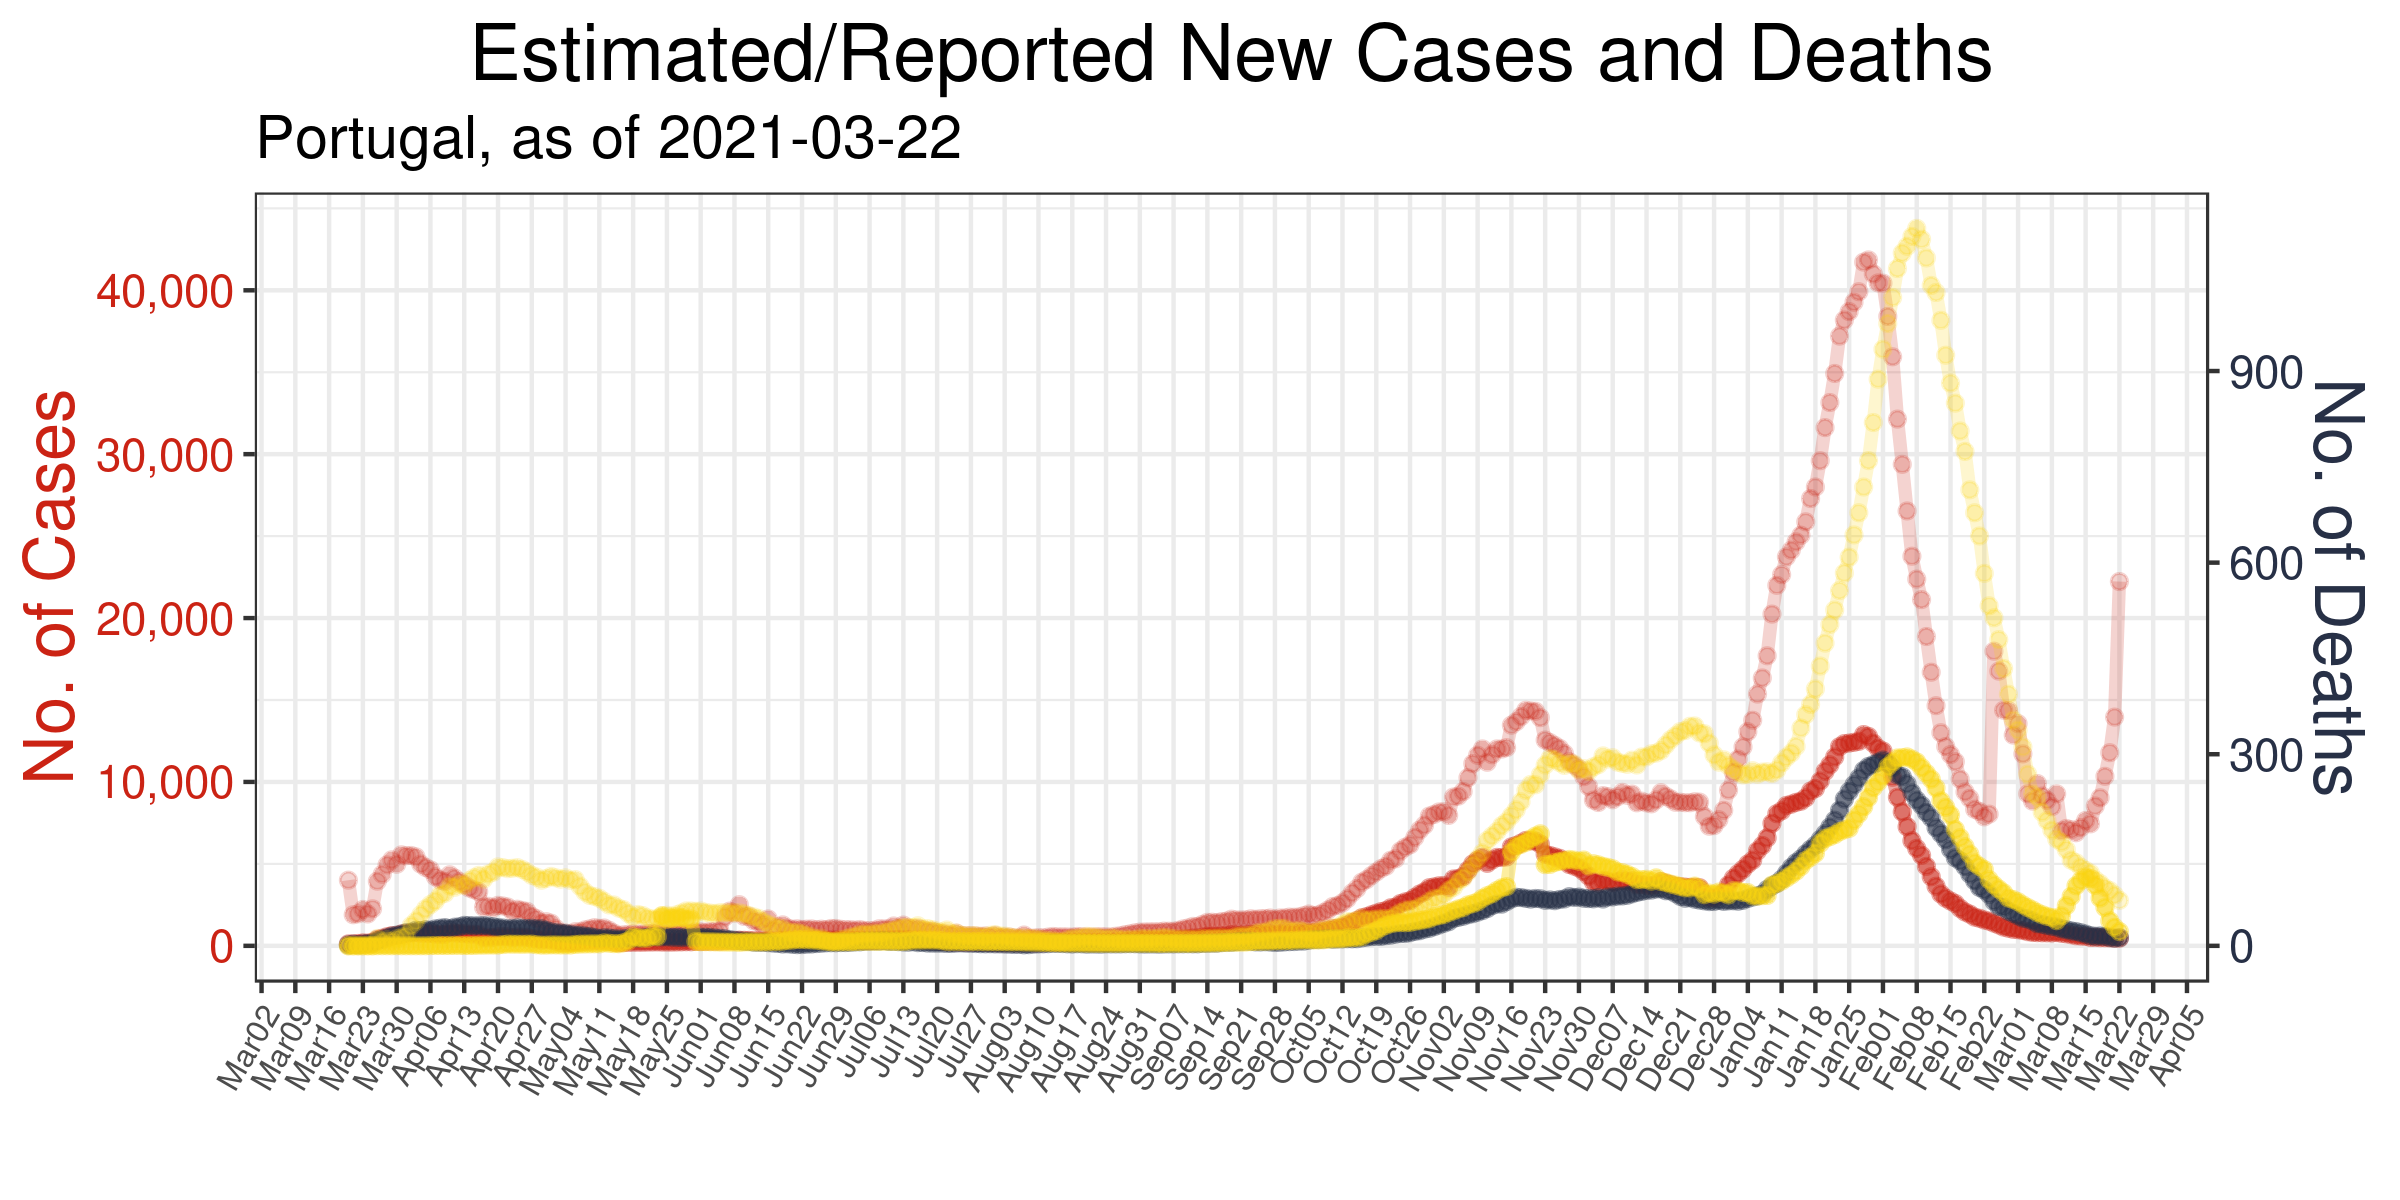 Estimated/Reported New Cases and Deaths
Portugal, as of 2021-03-22
No. of Cases
40,000
30,000
20,000
10,000
0
900
600
300
0
No. of Deaths
Mar02 Mar09 Mar16 Mar23 Mar30 Apr06 Apr13 Apr20 Apr27 May04 May11 May18 May25 Jun01 Jun08 Jun15 Jun22 Jun29 Jul06 Jul13 Jul20 Jul27 Aug03 Aug10 Aug17 Aug24 Aug31 Sep07 Sep14 Sep21 Sep28 Oct05 Oct12 Oct19 Oct26 Nov02 Nov09 Nov16 Nov23 Nov30 Dec07 Dec14 Dec21 Dec28 Jan04 Jan11 Jan18 Jan25 Feb01 Feb08 Feb15 Feb22 Mar01 Mar08 Mar15 Mar22 Mar29 Apr05